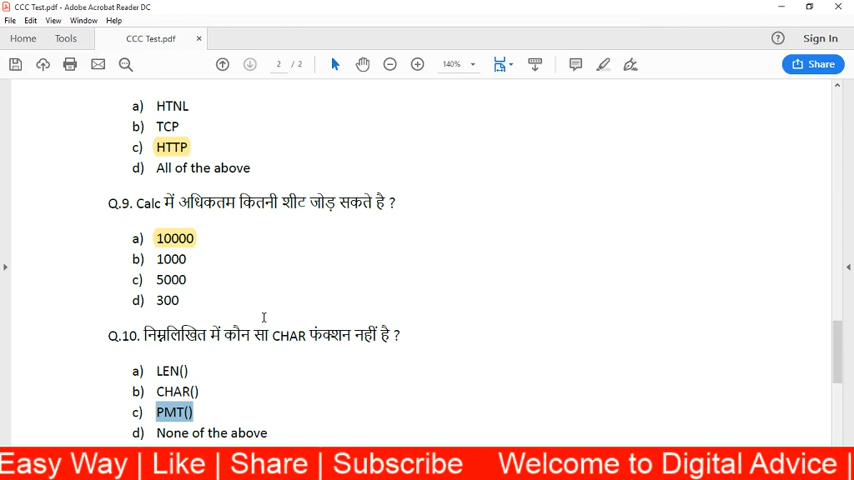 CCC Test.pdf - Adobe Acrobat Reader DC
File Edit View Window Help
Home Tools CCC Test.pdf × ? Sign In
2 / 2 140% Share
a) HTNL
b) TCP
c) HTTP
d) All of the above
Q.9. Calc में अधिकतम कितनी शीट जोड़ सकते है ?
a) 10000
b) 1000
c) 5000
d) 300
Q.10. निम्नलिखित में कौन सा CHAR फंक्शन नहीं है ?
a) LEN()
b) CHAR()
c) PMT()
d) None of the above
Easy Way | Like | Share | Subscribe Welcome to Digital Advice |